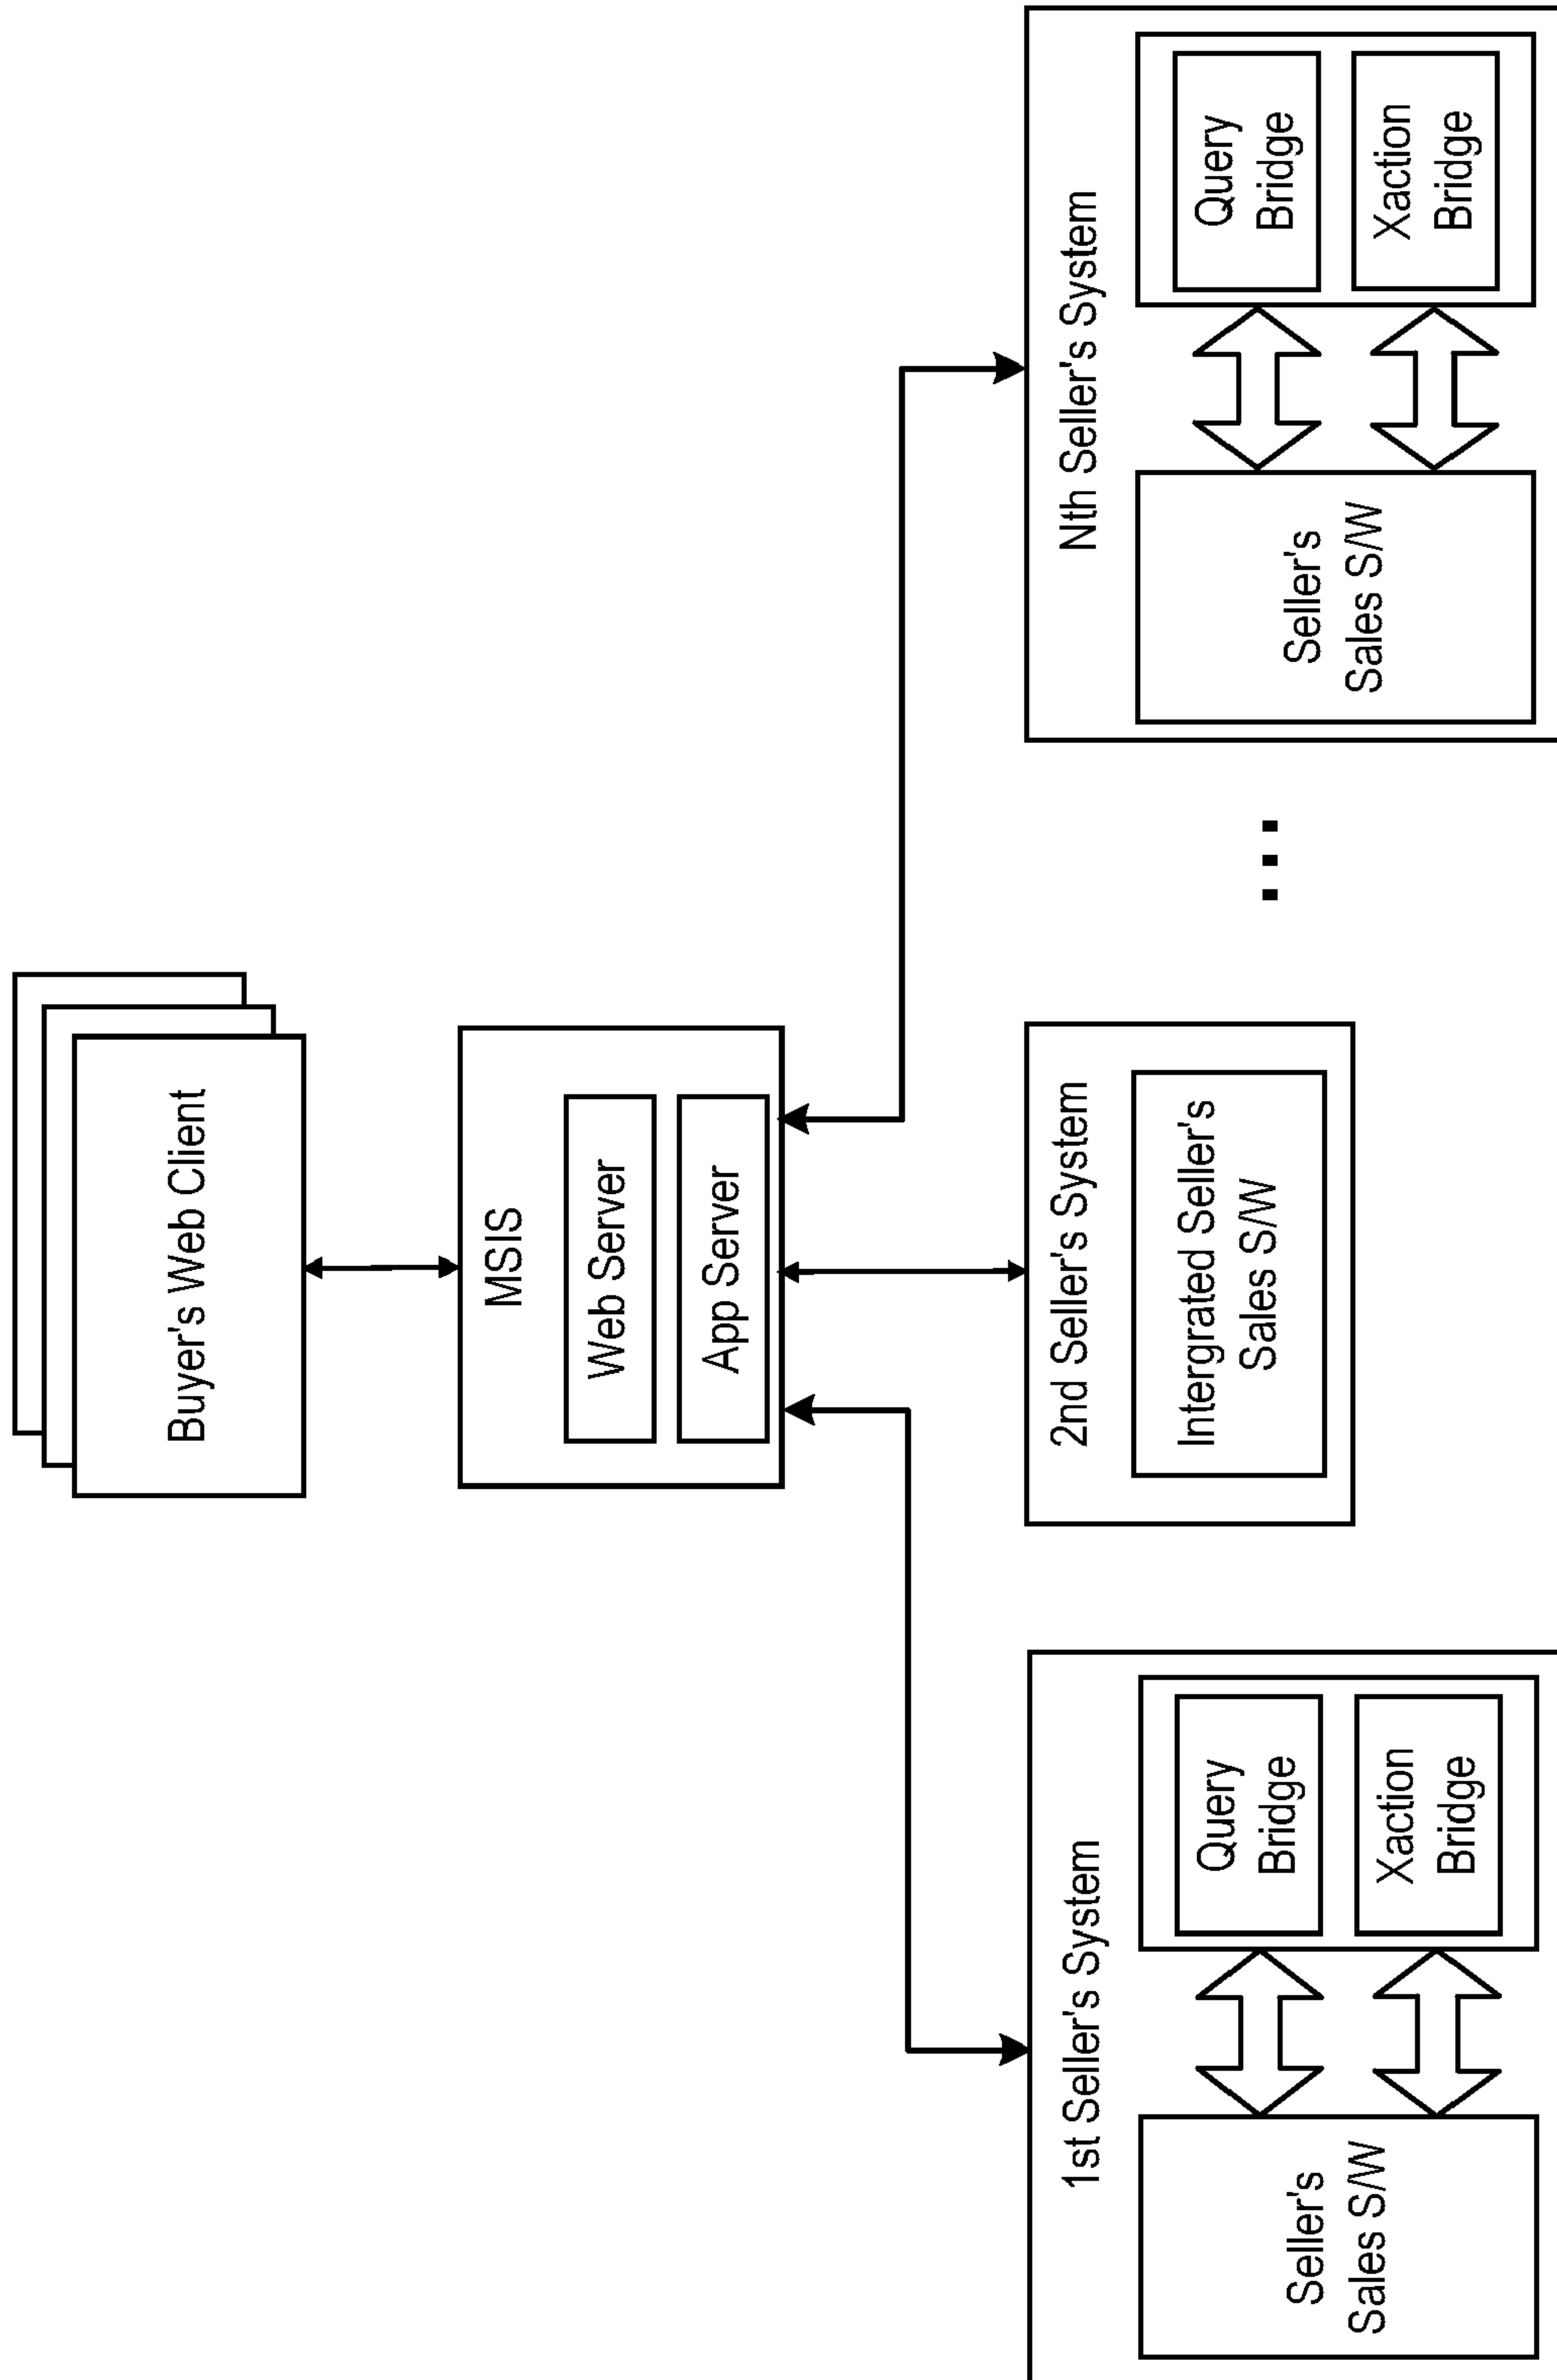 Buyer's Web Client
MSIS
Web Server
App Server
1st Seller's System
Seller's
Sales S/W
Query
Bridge
Xaction
Bridge
2nd Seller's System
Intergrated Seller's
Sales S/W
...
Nth Seller's System
Seller's
Sales S/W
Query
Bridge
Xaction
Bridge